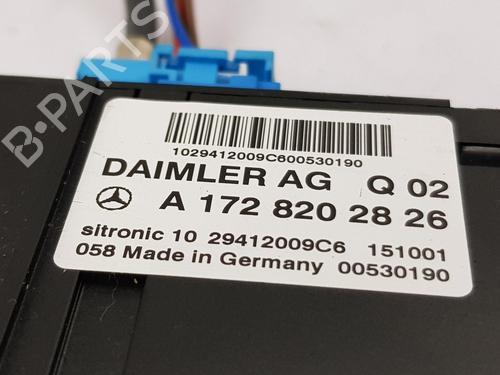 B-PARTS
1029412009C600530190
DAIMLER AG Q 02
A 172 820 28 26
sitronic 10 29412009C6 151001
058 Made in Germany 00530190